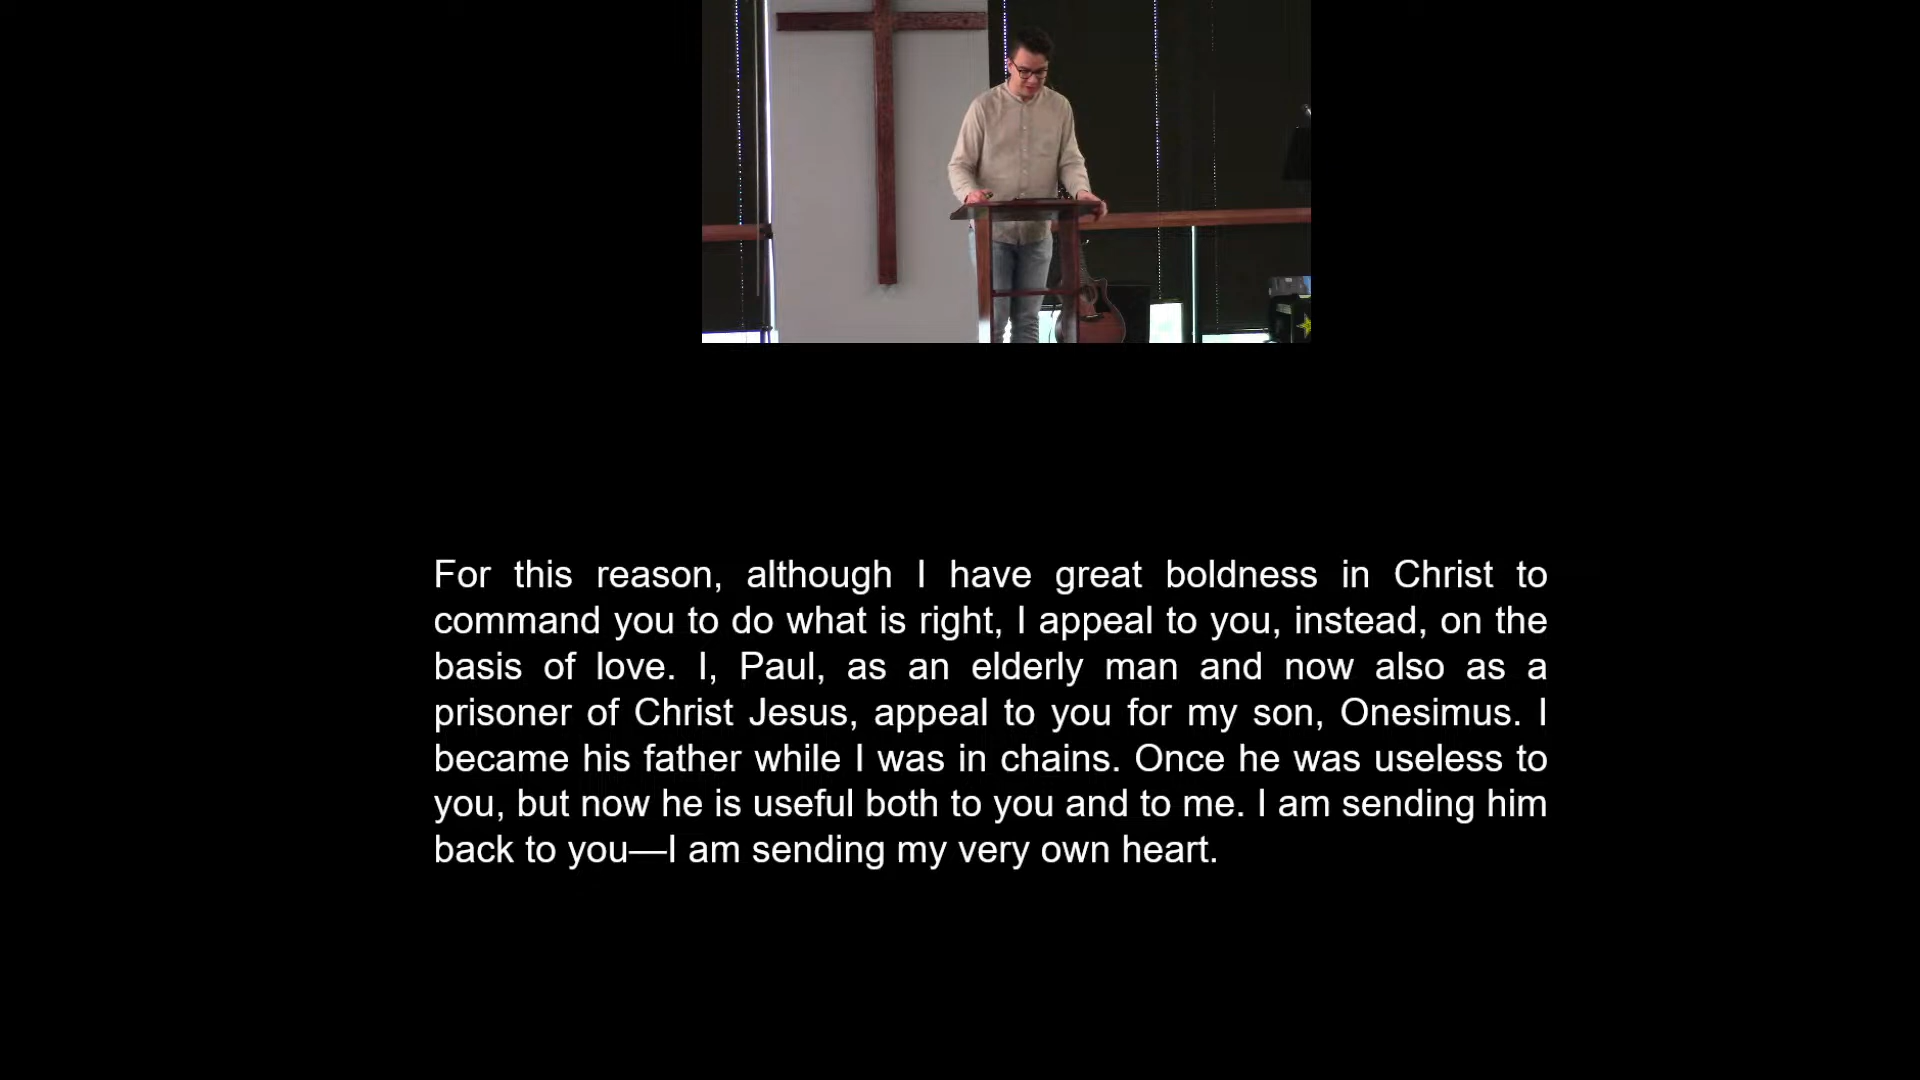 For this reason, although I have great boldness in Christ to
command you to do what is right, I appeal to you, instead, on the
basis of love. I, Paul, as an elderly man and now also as a
prisoner of Christ Jesus, appeal to you for my son, Onesimus. I
became his father while I was in chains. Once he was useless to
you, but now he is useful both to you and to me. I am sending him
back to you—I am sending my very own heart.